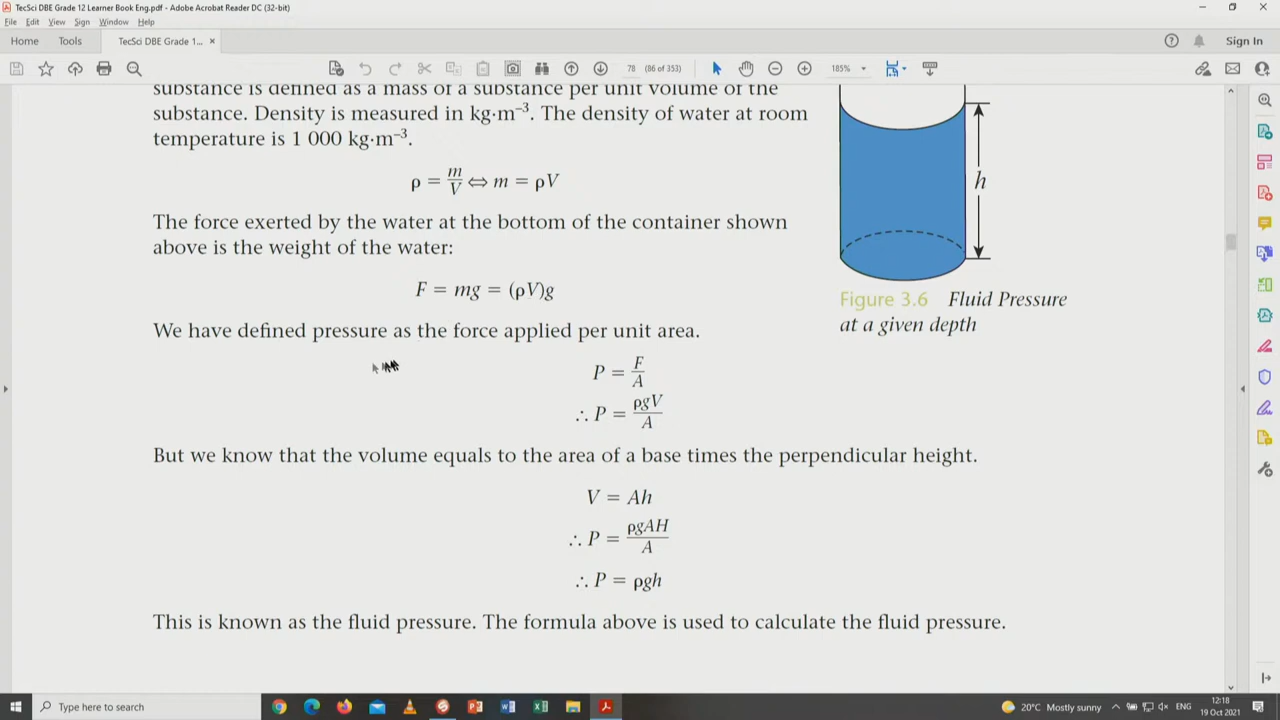 TecSci DBE Grade 12 Learner Book Eng.pdf - Adobe Acrobat Reader DC (32-bit)
File Edit View Sign Window Help
Home Tools TecSci DBE Grade 1... × Sign In
78 (86 of 353) 185%
substance is defined as a mass of a substance per unit volume of the
substance. Density is measured in kg·m⁻³. The density of water at room
temperature is 1 000 kg·m⁻³.
ρ = m/V ⇔ m = ρV
The force exerted by the water at the bottom of the container shown
above is the weight of the water:
F = mg = (ρV)g
h
Figure 3.6 Fluid Pressure
at a given depth
We have defined pressure as the force applied per unit area.
P = F/A
∴ P = ρgV/A
But we know that the volume equals to the area of a base times the perpendicular height.
V = Ah
∴ P = ρgAH/A
∴ P = ρgh
This is known as the fluid pressure. The formula above is used to calculate the fluid pressure.
Type here to search
20°C Mostly sunny ENG 12:18
19 Oct 2021